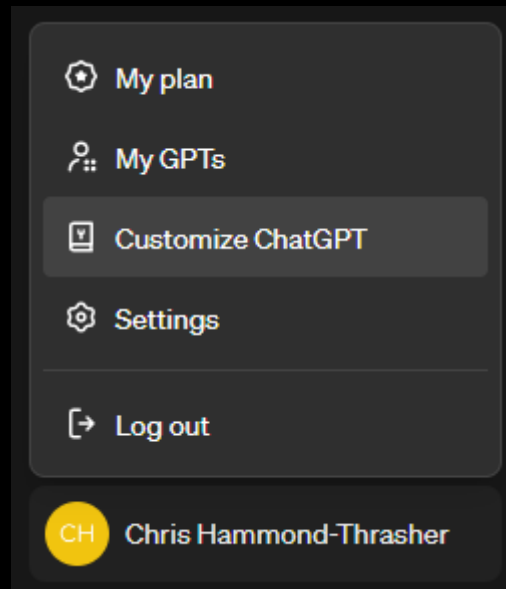 My plan
My GPTs
Customize ChatGPT
Settings
Log out
CH
Chris Hammond-Thrasher